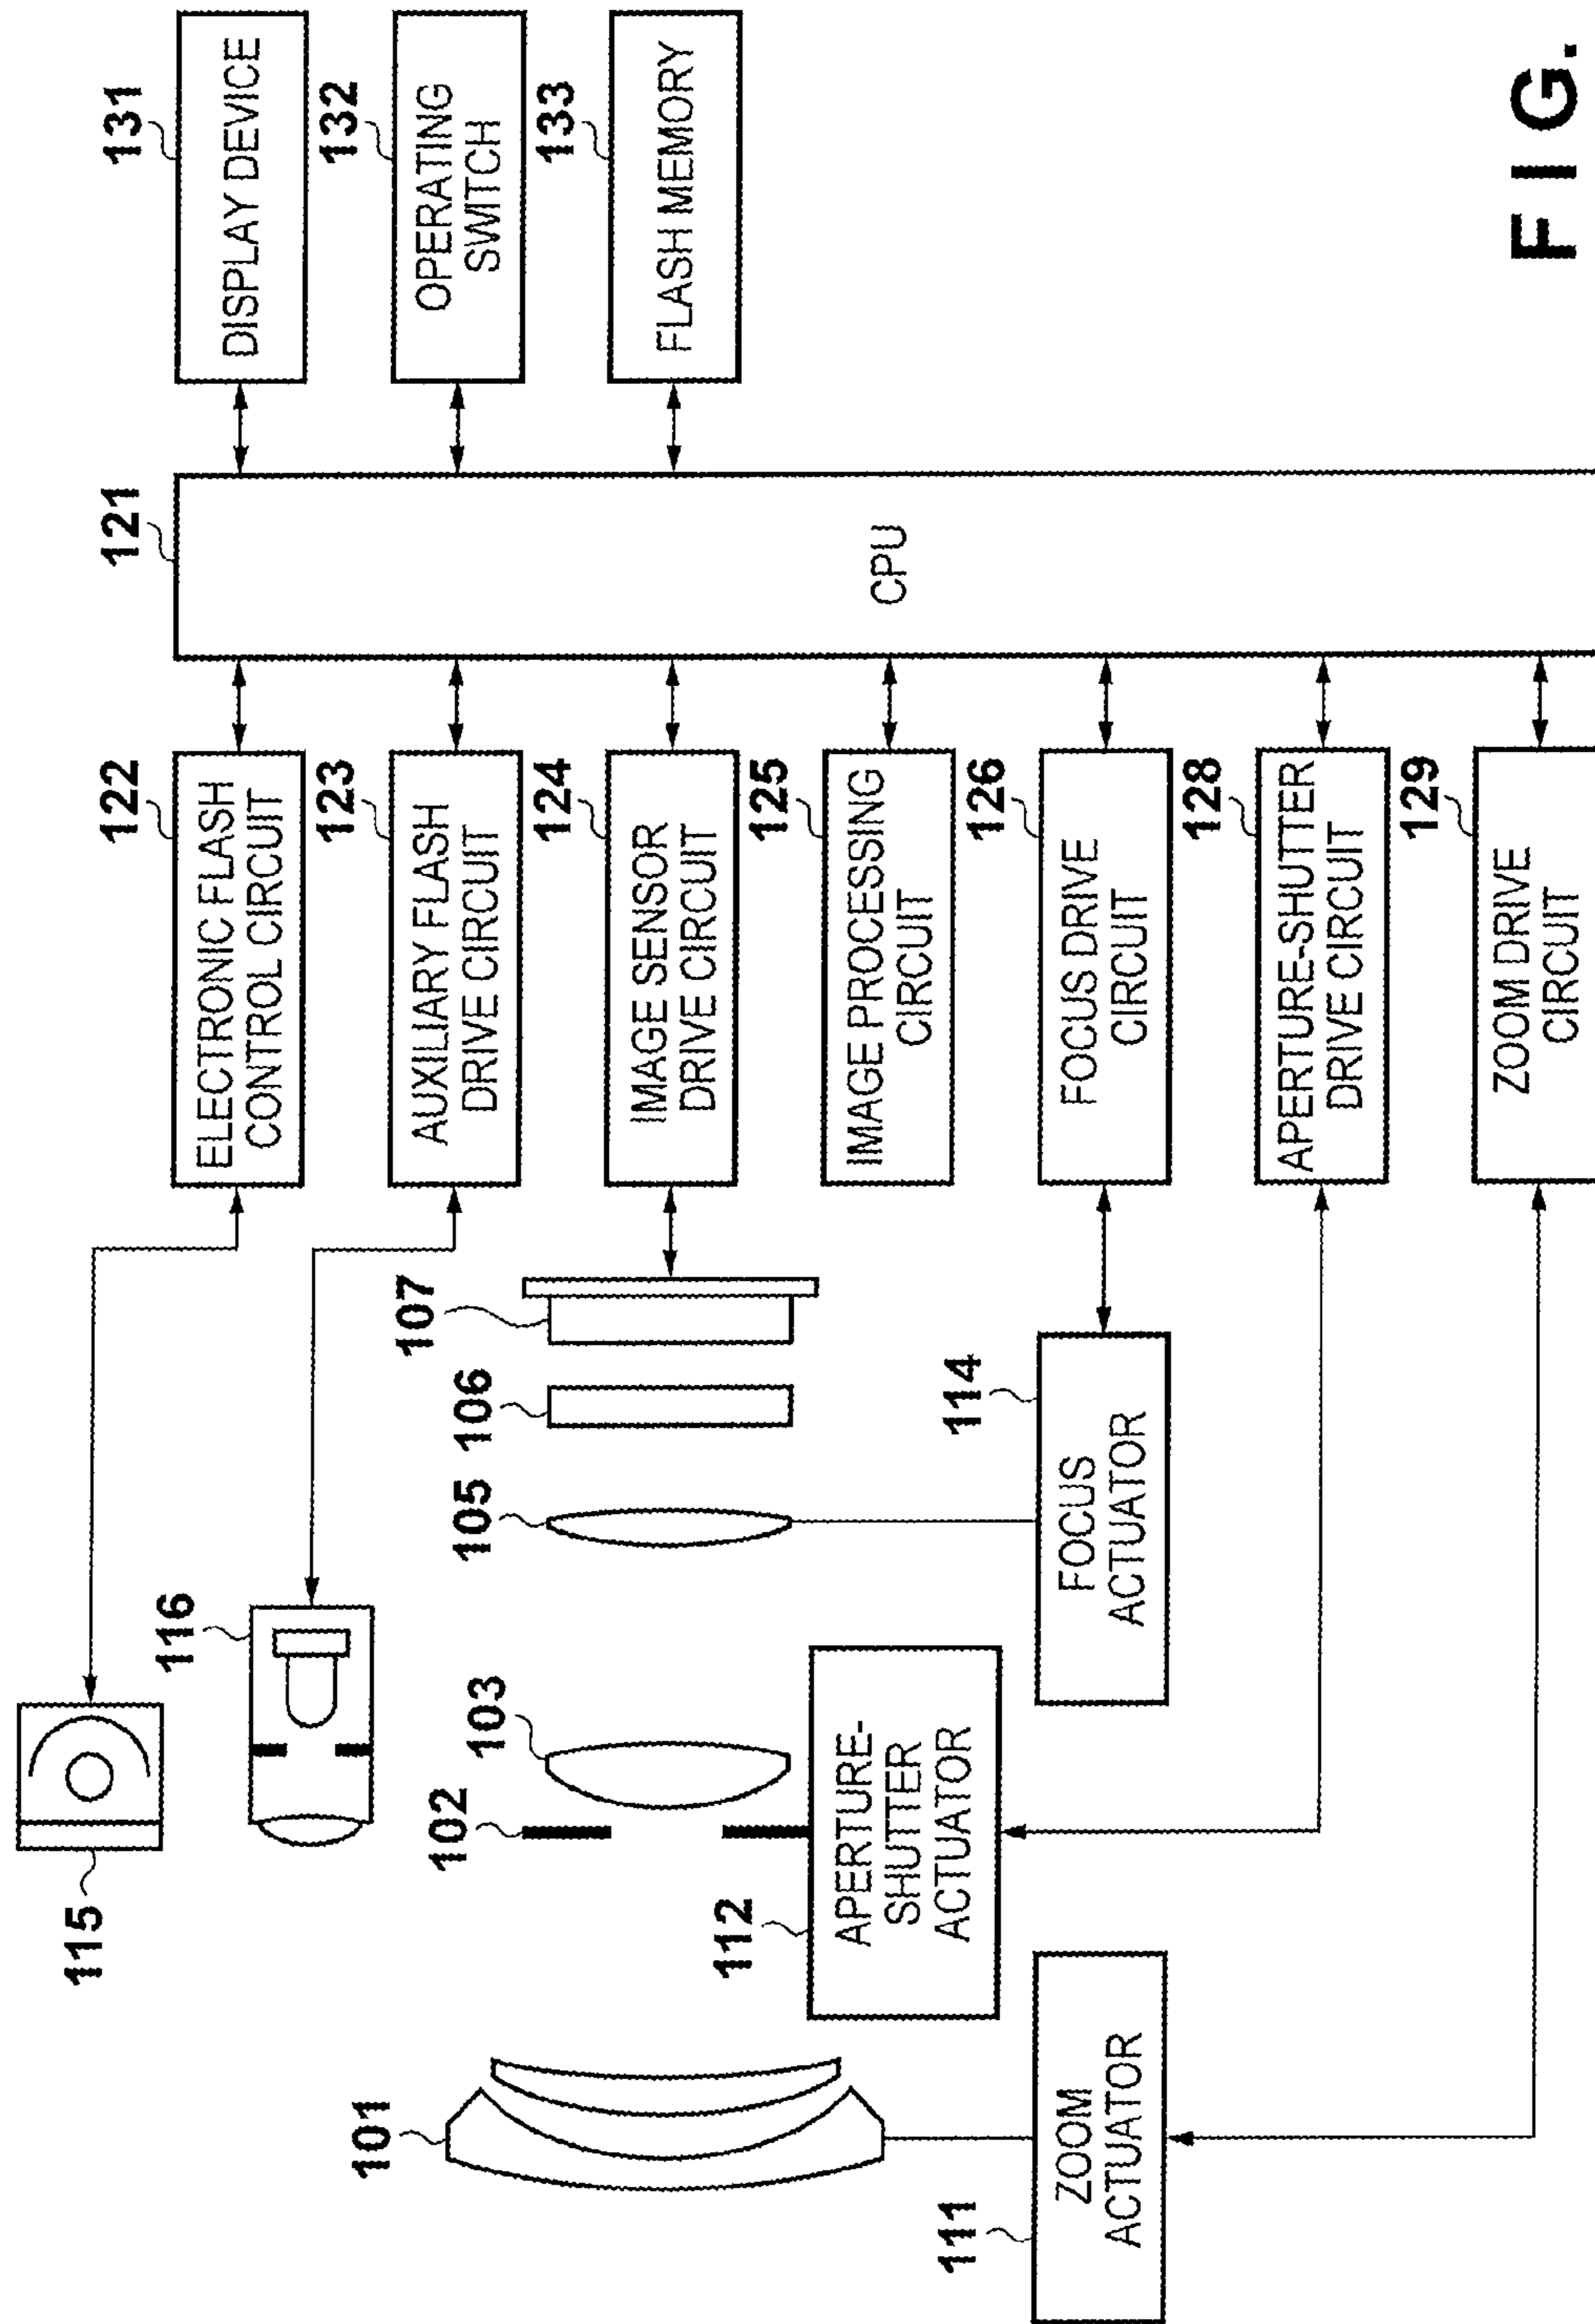 115
116
122
ELECTRONIC FLASH
CONTROL CIRCUIT
121
131
DISPLAY DEVICE
123
AUXILIARY FLASH
DRIVE CIRCUIT
132
OPERATING
SWITCH
101
102
103
105
106
107
124
IMAGE SENSOR
DRIVE CIRCUIT
133
FLASH MEMORY
112
APERTURE-
SHUTTER
ACTUATOR
125
IMAGE PROCESSING
CIRCUIT
CPU
111
ZOOM
ACTUATOR
114
FOCUS
ACTUATOR
126
FOCUS DRIVE
CIRCUIT
128
APERTURE-SHUTTER
DRIVE CIRCUIT
129
ZOOM DRIVE
CIRCUIT
FIG.